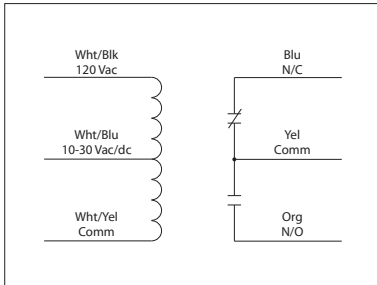 Wht/Blk
120 Vac
Wht/Blu
10-30 Vac/dc
Wht/Yel
Comm
Blu
N/C
Yel
Comm
Org
N/O